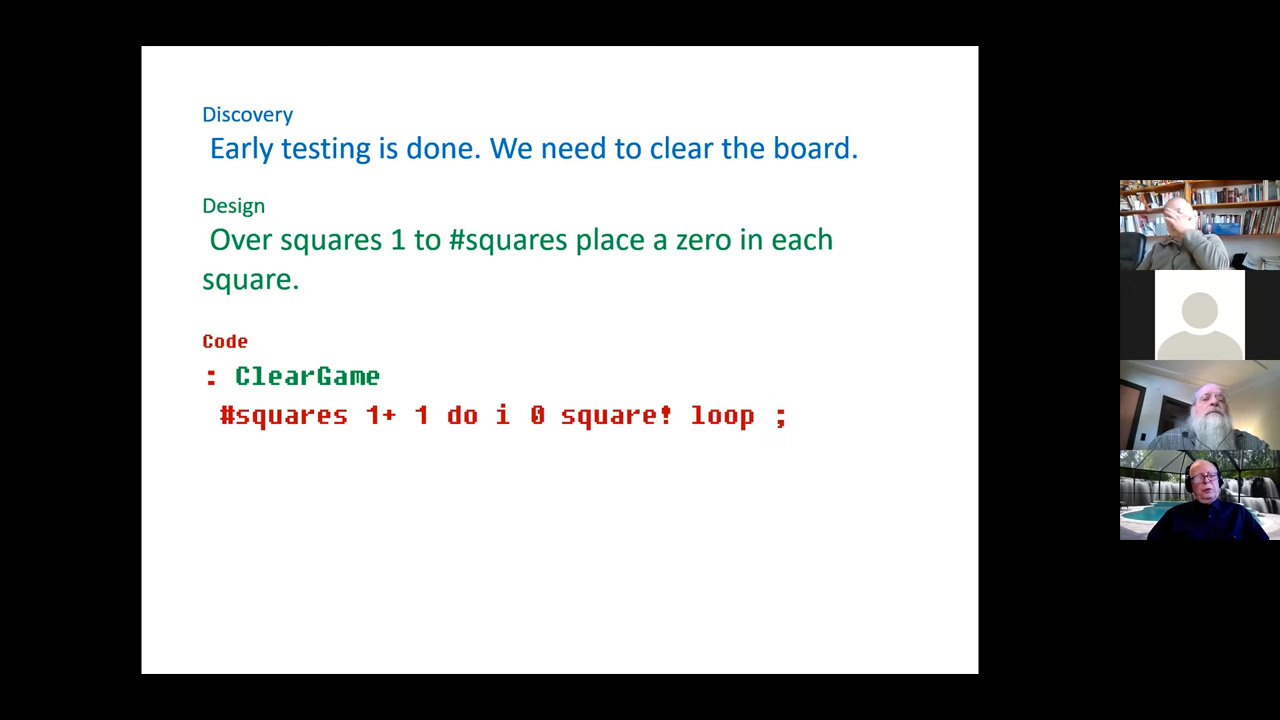 Discovery
Early testing is done. We need to clear the board.
Design
Over squares 1 to #squares place a zero in each
square.
Code
: ClearGame
#squares 1+ 1 do i 0 square! loop ;